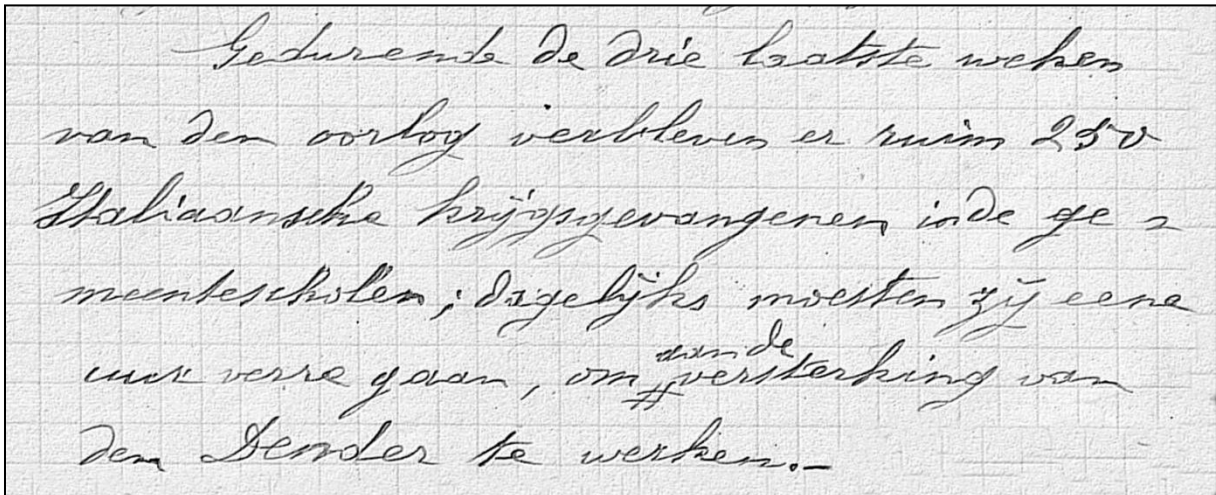 Gedurende de drie laatste weken
van den oorlog verbleven er ruim 250
Italiaansche krijgsgevangenen in de ge =
meentescholen; dagelijks moesten zij eene
uur verre gaan, om aan de versterking van
den Dender te werken.-